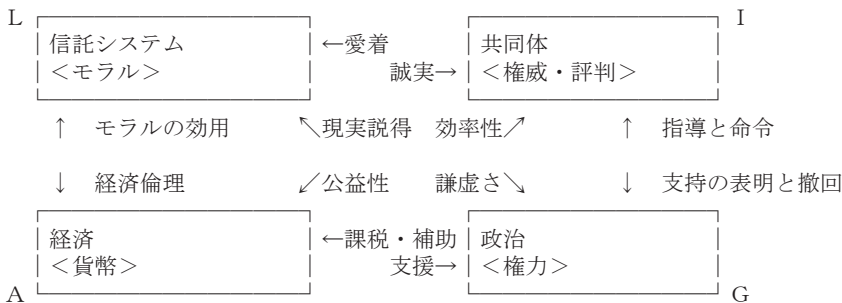 L I
信託システム ←愛着 共同体
<モラル> 誠実→ <権威・評判>
↑ モラルの効用 ↖現実説得 効率性↗ ↑ 指導と命令
↓ 経済倫理 ↙公益性 謙虚さ↘ ↓ 支持の表明と撤回
経済 ←課税・補助 政治
<貨幣> 支援→ <権力>
A G